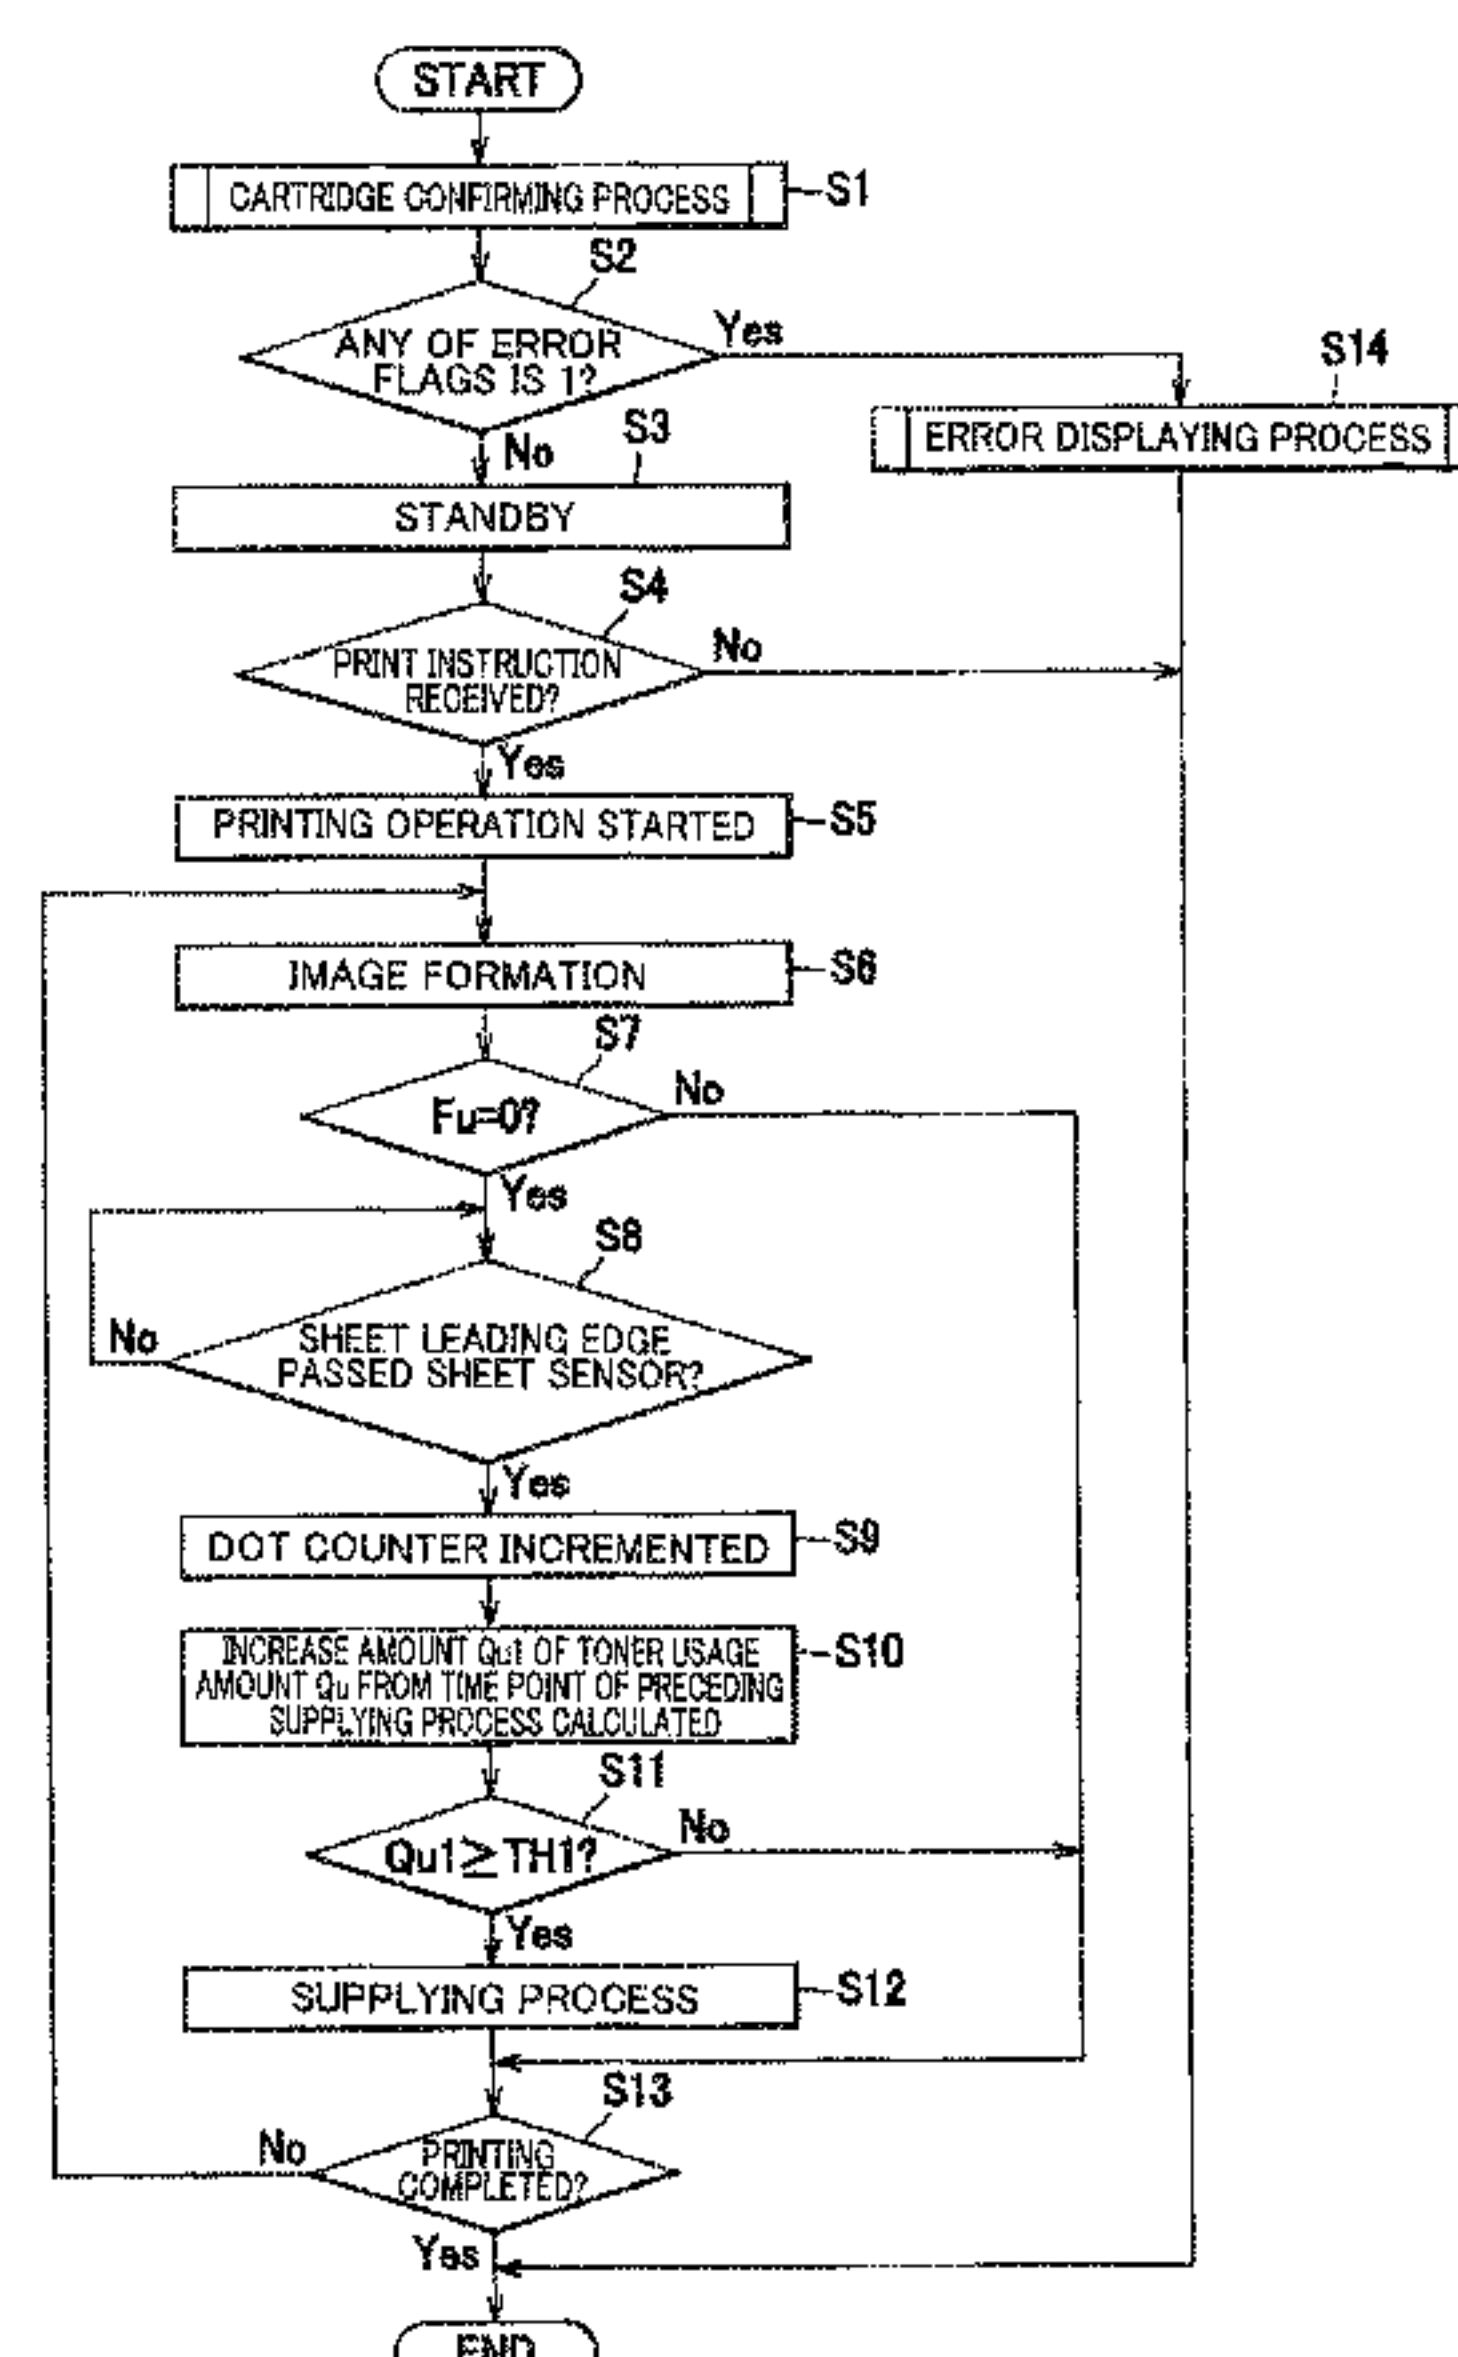 START
CARTRIDGE CONFIRMING PROCESS
S1
S2
ANY OF ERROR
FLAGS IS 1?
Yes
S14
ERROR DISPLAYING PROCESS
No
S3
STANDBY
S4
PRINT INSTRUCTION
RECEIVED?
No
Yes
PRINTING OPERATION STARTED
S5
IMAGE FORMATION
S6
S7
Fu=0?
No
Yes
S8
SHEET LEADING EDGE
PASSED SHEET SENSOR?
No
Yes
DOT COUNTER INCREMENTED
S9
INCREASE AMOUNT Qu1 OF TONER USAGE
AMOUNT Qu FROM TIME POINT OF PRECEDING
SUPPLYING PROCESS CALCULATED
S10
S11
Qu1≥TH1?
No
Yes
SUPPLYING PROCESS
S12
S13
PRINTING
COMPLETED?
No
Yes
END